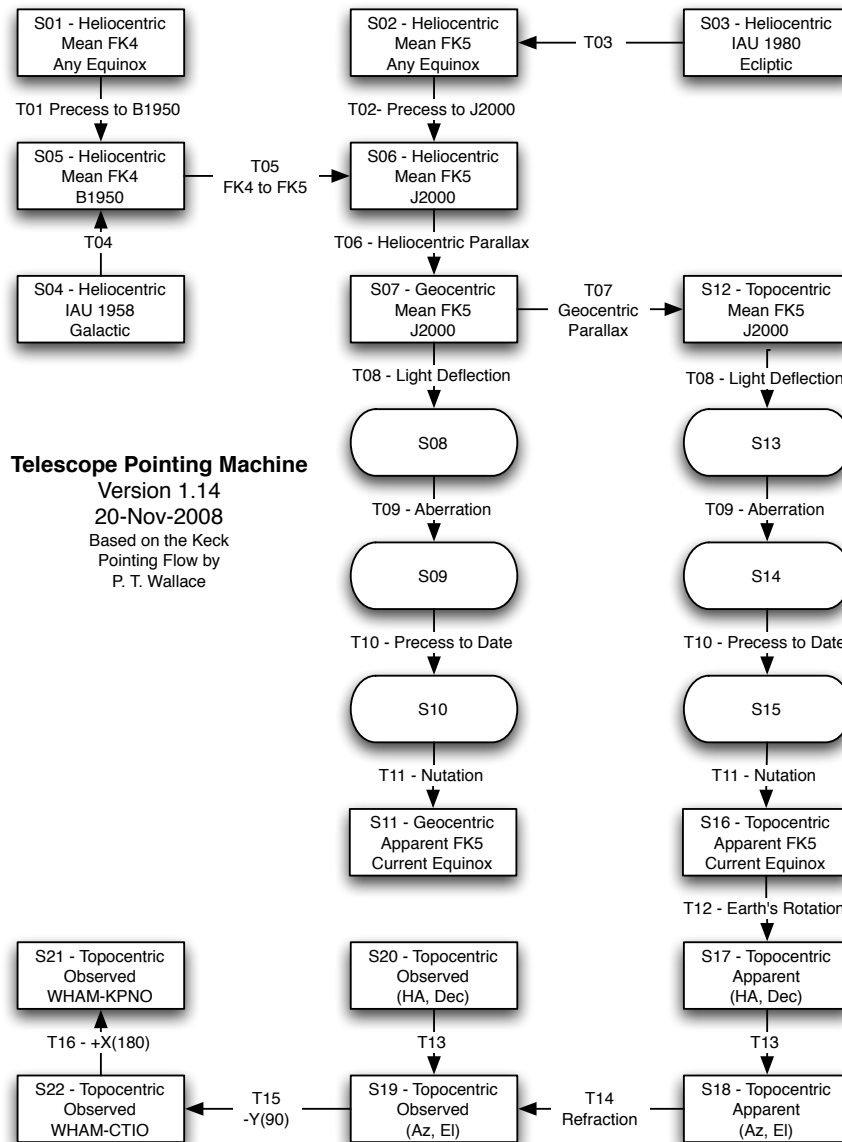 S01 - Heliocentric
Mean FK4
Any Equinox
S02 - Heliocentric
Mean FK5
Any Equinox
T03
S03 - Heliocentric
IAU 1980
Ecliptic
T01 Precess to B1950
T02- Precess to J2000
S05 - Heliocentric
Mean FK4
B1950
T05
FK4 to FK5
S06 - Heliocentric
Mean FK5
J2000
T04
T06 - Heliocentric Parallax
S04 - Heliocentric
IAU 1958
Galactic
S07 - Geocentric
Mean FK5
J2000
T07
Geocentric
Parallax
S12 - Topocentric
Mean FK5
J2000
T08 - Light Deflection
T08 - Light Deflection
S08
S13
Telescope Pointing Machine
Version 1.14
20-Nov-2008
Based on the Keck
Pointing Flow by
P. T. Wallace
T09 - Aberration
T09 - Aberration
S09
S14
T10 - Precess to Date
T10 - Precess to Date
S10
S15
T11 - Nutation
T11 - Nutation
S11 - Geocentric
Apparent FK5
Current Equinox
S16 - Topocentric
Apparent FK5
Current Equinox
T12 - Earth's Rotation
S21 - Topocentric
Observed
WHAM-KPNO
S20 - Topocentric
Observed
(HA, Dec)
S17 - Topocentric
Apparent
(HA, Dec)
T16 - +X(180)
T13
T13
S22 - Topocentric
Observed
WHAM-CTIO
T15
-Y(90)
S19 - Topocentric
Observed
(Az, El)
T14
Refraction
S18 - Topocentric
Apparent
(Az, El)